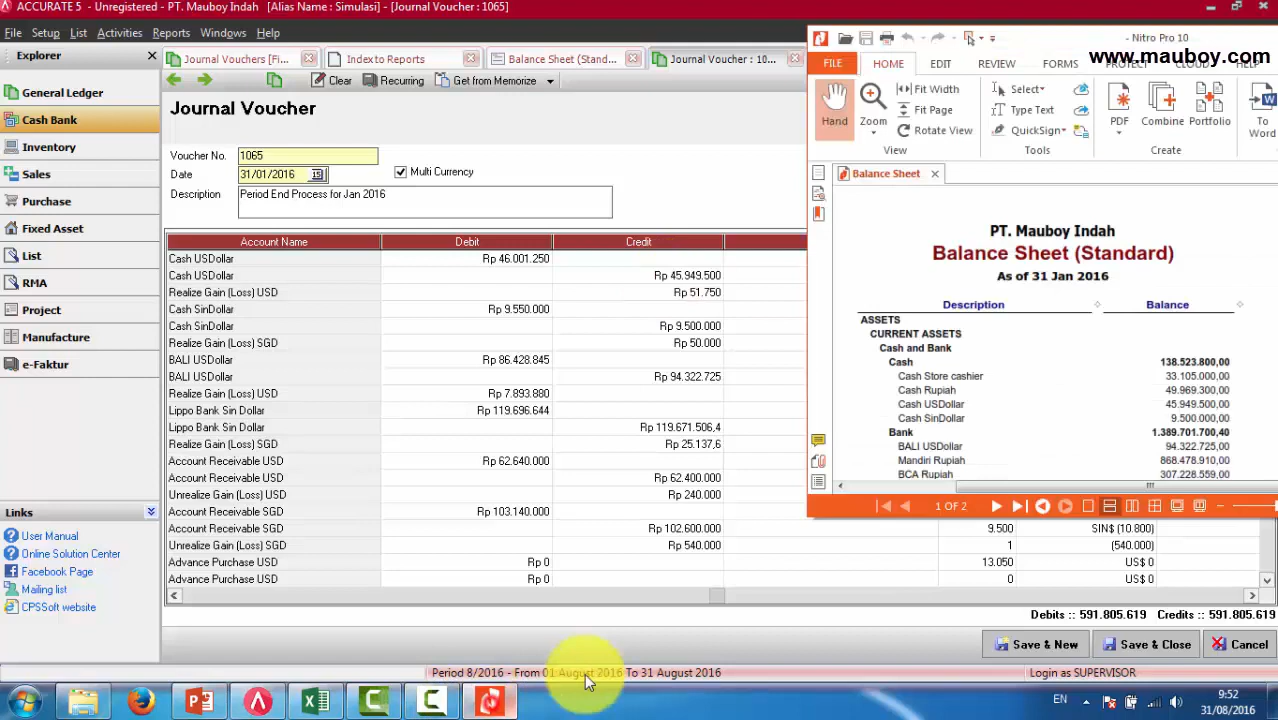 ACCURATE 5 - Unregistered - PT. Mauboy Indah [Alias Name : Simulasi] - [Journal Voucher : 1065]
File Setup List Activities Reports Windows Help
Explorer
General Ledger
Cash Bank
Inventory
Sales
Purchase
Fixed Asset
List
RMA
Project
Manufacture
e-Faktur
Links
User Manual
Online Solution Center
Facebook Page
Mailing list
CPSSoft website
Journal Vouchers [Fi... Index to Reports Balance Sheet (Stand... Journal Voucher : 10...
Clear Recurring Get from Memorize
Journal Voucher
Voucher No. 1065
Date 31/01/2016 15 Multi Currency
Description Period End Process for Jan 2016
Account Name Debit Credit
Cash USDollar Rp 46.001.250
Cash USDollar Rp 45.949.500
Realize Gain (Loss) USD Rp 51.750
Cash SinDollar Rp 9.550.000
Cash SinDollar Rp 9.500.000
Realize Gain (Loss) SGD Rp 50.000
BALI USDollar Rp 86.428.845
BALI USDollar Rp 94.322.725
Realize Gain (Loss) USD Rp 7.893.880
Lippo Bank Sin Dollar Rp 119.696.644
Lippo Bank Sin Dollar Rp 119.671.506,4
Realize Gain (Loss) SGD Rp 25.137,6
Account Receivable USD Rp 62.640.000
Account Receivable USD Rp 62.400.000
Unrealize Gain (Loss) USD Rp 240.000
Account Receivable SGD Rp 103.140.000
Account Receivable SGD Rp 102.600.000 9.500 SIN$ (10.800)
Unrealize Gain (Loss) SGD Rp 540.000 1 (540.000)
Advance Purchase USD Rp 0 13.050 US$ 0
Advance Purchase USD Rp 0 0 US$ 0
Debits :: 591.805.619 Credits :: 591.805.619
Save & New Save & Close Cancel
Period 8/2016 - From 01 August 2016 To 31 August 2016 Login as SUPERVISOR
Nitro Pro 10
www.mauboy.com
FILE HOME EDIT REVIEW FORMS PROTECT CLOUD HELP
Hand Zoom Fit Width Fit Page Rotate View
View
Select Type Text QuickSign
Tools
PDF Combine Portfolio
Create
To Word
Balance Sheet
PT. Mauboy Indah
Balance Sheet (Standard)
As of 31 Jan 2016
Description Balance
ASSETS
CURRENT ASSETS
Cash and Bank
Cash 138.523.800,00
Cash Store cashier 33.105.000,00
Cash Rupiah 49.969.300,00
Cash USDollar 45.949.500,00
Cash SinDollar 9.500.000,00
Bank 1.389.701.700,40
BALI USDollar 94.322.725,00
Mandiri Rupiah 868.478.910,00
BCA Rupiah 307.228.559,00
1 OF 2
EN 9:52
31/08/2016